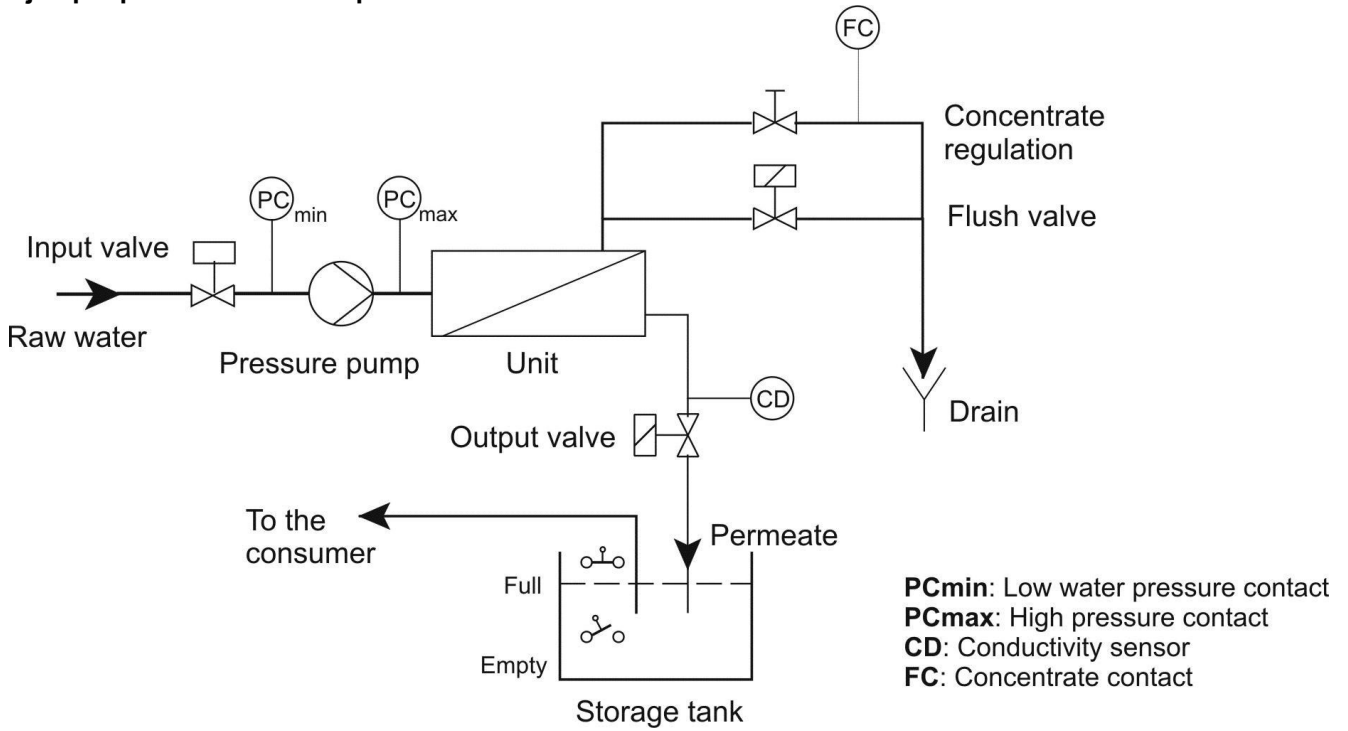 FC
Concentrate
regulation
PC min
PC max
Flush valve
Input valve
Raw water
Pressure pump
Unit
CD
Drain
Output valve
To the
consumer
Permeate
Full
Empty
Storage tank
PCmin: Low water pressure contact
PCmax: High pressure contact
CD: Conductivity sensor
FC: Concentrate contact